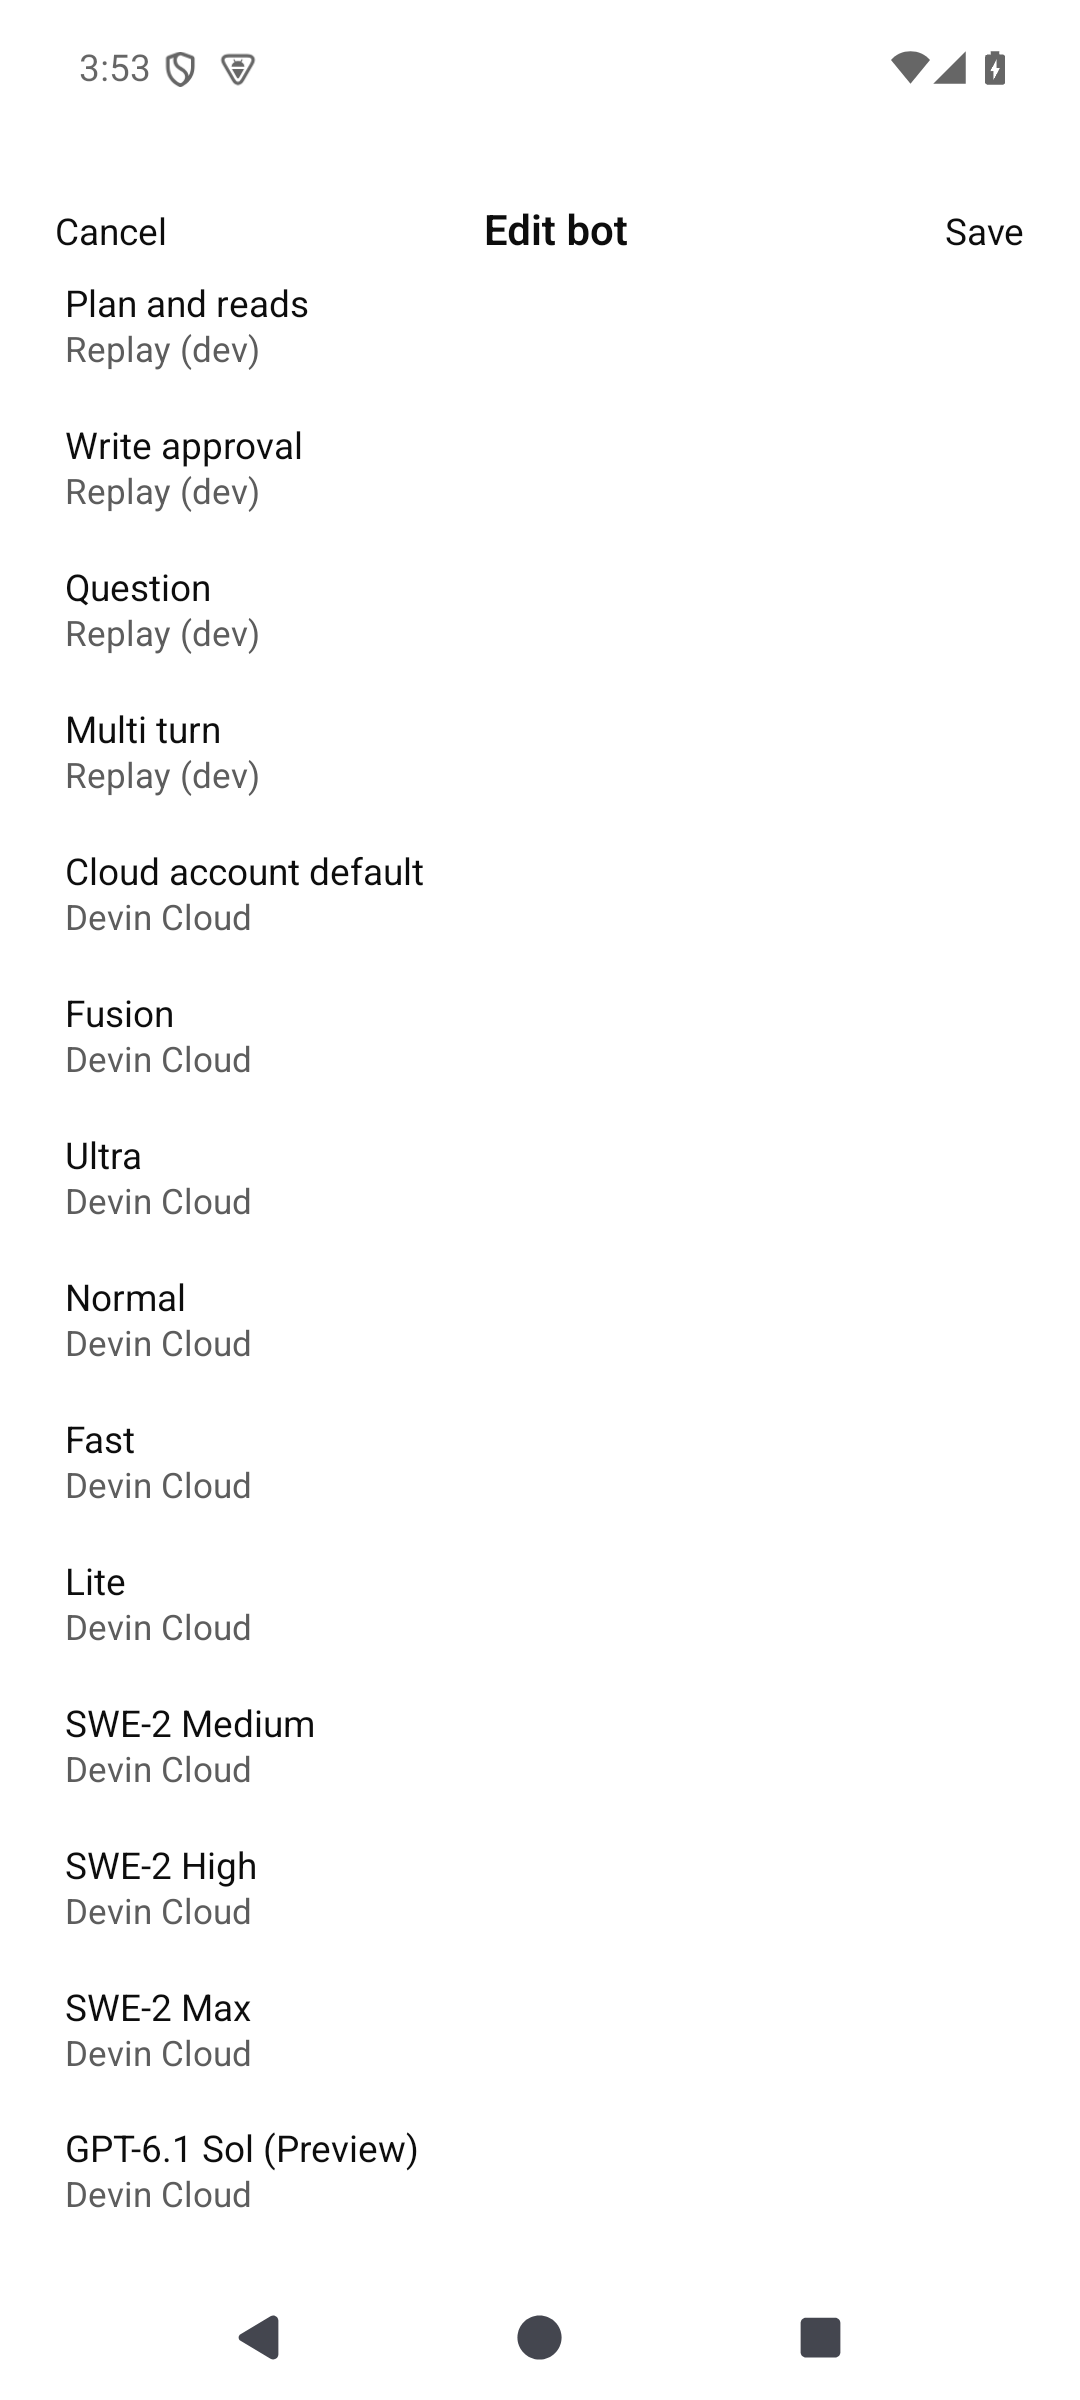 3:53
Cancel
Edit bot
Save
Plan and reads
Replay (dev)
Write approval
Replay (dev)
Question
Replay (dev)
Multi turn
Replay (dev)
Cloud account default
Devin Cloud
Fusion
Devin Cloud
Ultra
Devin Cloud
Normal
Devin Cloud
Fast
Devin Cloud
Lite
Devin Cloud
SWE-2 Medium
Devin Cloud
SWE-2 High
Devin Cloud
SWE-2 Max
Devin Cloud
GPT-6.1 Sol (Preview)
Devin Cloud